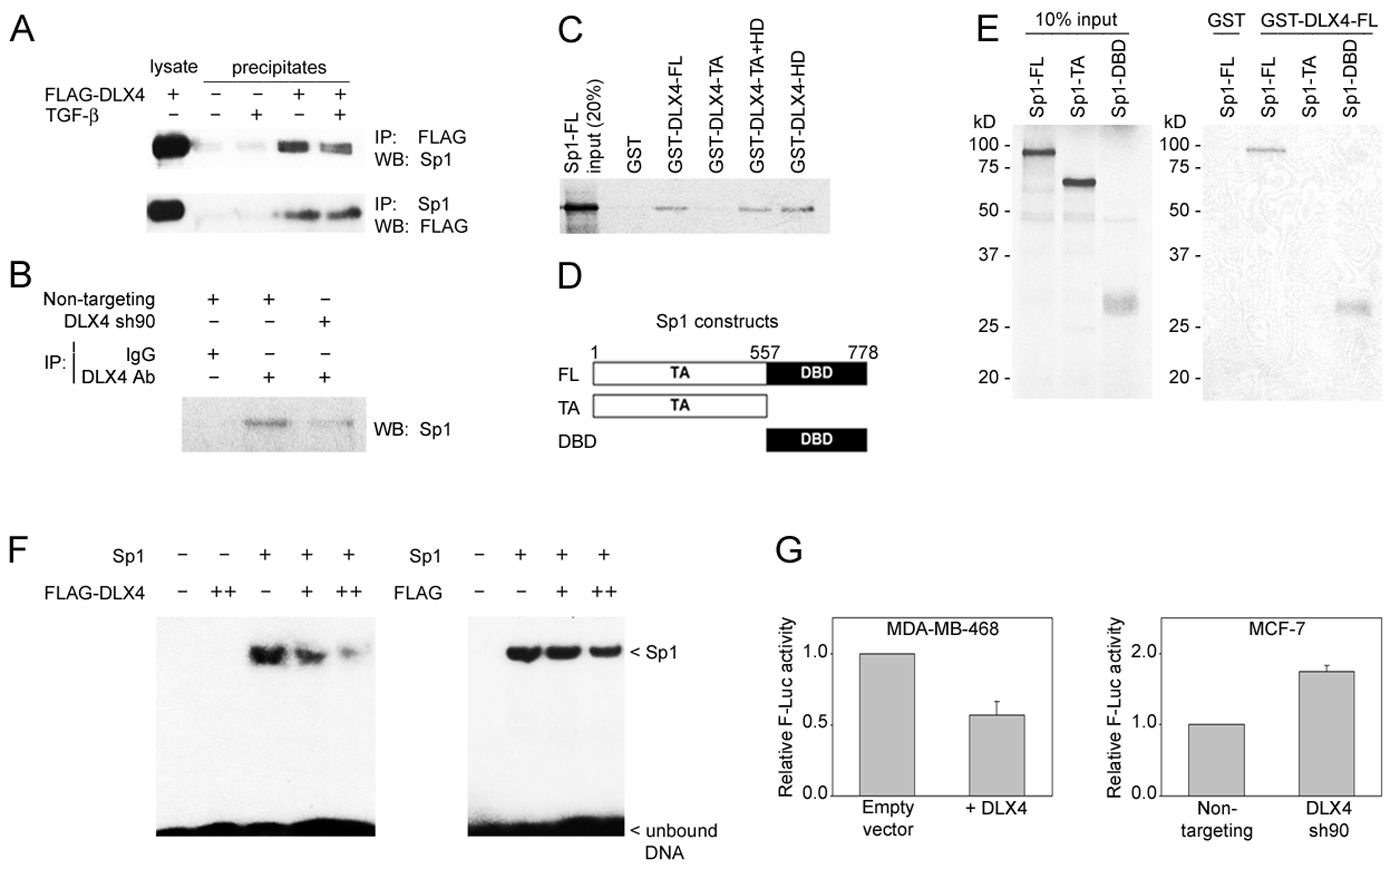 A
lysate precipitates
FLAG-DLX4 + − − + +
TGF-β − − + − +
IP: FLAG
WB: Sp1
IP: Sp1
WB: FLAG
B
Non-targeting + + −
DLX4 sh90 − − +
IP: IgG + − −
DLX4 Ab − + +
WB: Sp1
C
Sp1-FL
input (20%)
GST
GST-DLX4-FL
GST-DLX4-TA
GST-DLX4-TA+HD
GST-DLX4-HD
D
Sp1 constructs
1 557 778
FL TA DBD
TA TA
DBD DBD
E
10% input
Sp1-FL
Sp1-TA
Sp1-DBD
kD
100 -
75 -
50 -
37 -
25 -
20 -
GST GST-DLX4-FL
Sp1-FL
Sp1-FL
Sp1-TA
Sp1-DBD
kD
100 -
75 -
50 -
37 -
25 -
20 -
F
Sp1 − − + + +
FLAG-DLX4 − ++ − + ++
Sp1 − + + +
FLAG − − + ++
< Sp1
< unbound
DNA
G
Relative F-Luc activity
MDA-MB-468
1.0
0.5
0.0
Empty
vector
+ DLX4
Relative F-Luc activity
MCF-7
2.0
1.0
0.0
Non-
targeting
DLX4
sh90